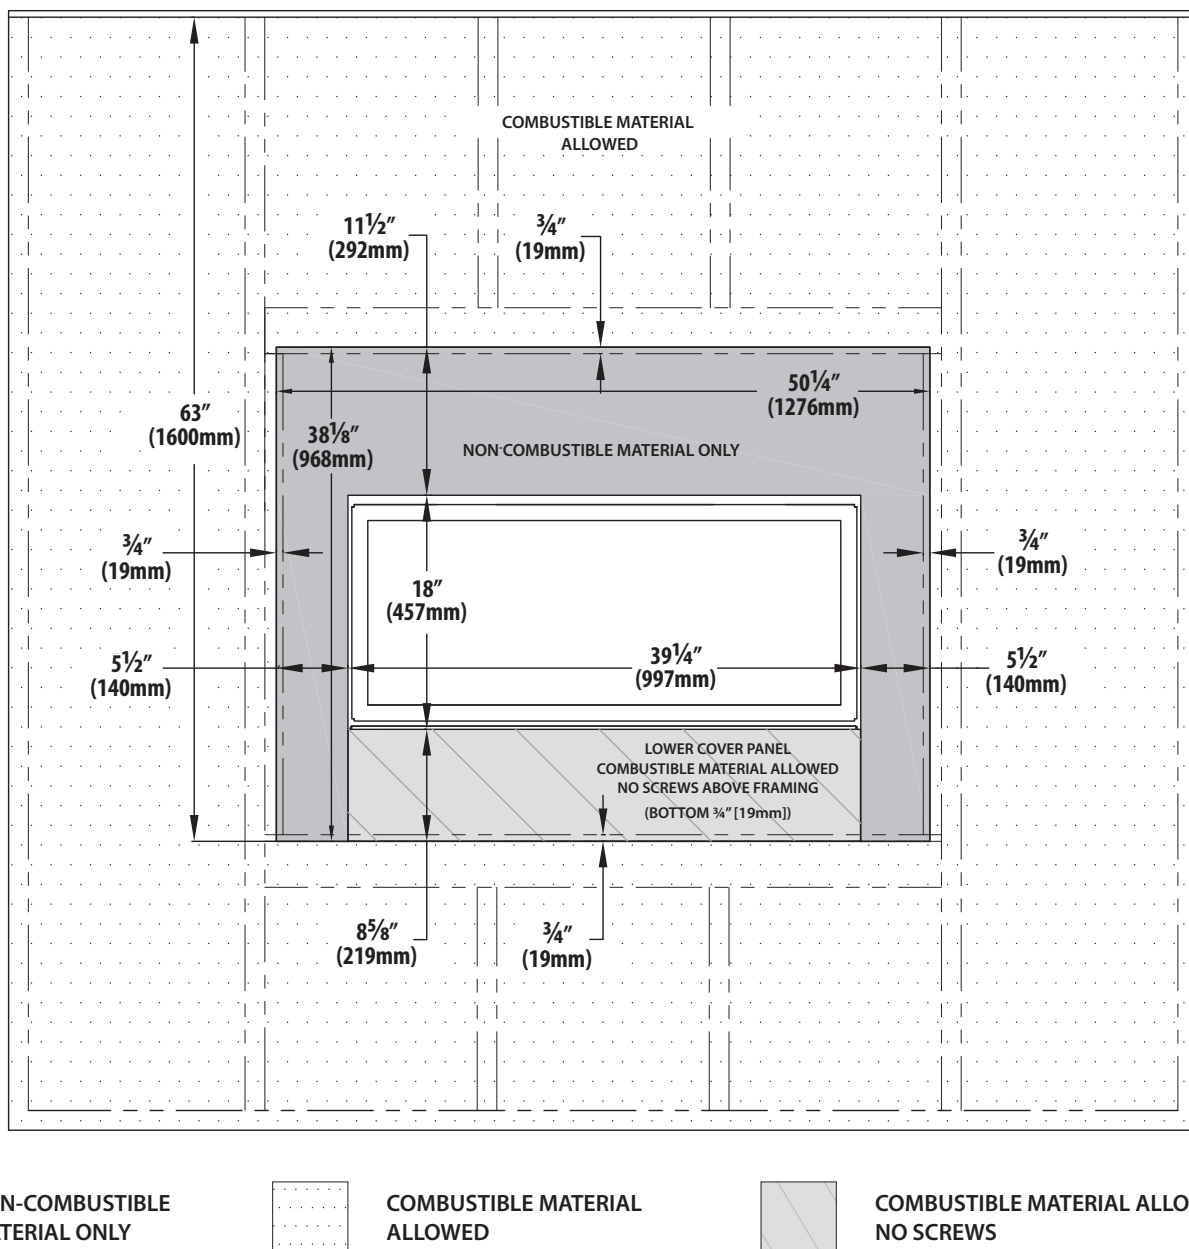 COMBUSTIBLE MATERIAL
ALLOWED
11½″
(292mm)
¾″
(19mm)
50¼″
(1276mm)
63″
(1600mm)
38⅛″
(968mm)
NON-COMBUSTIBLE MATERIAL ONLY
¾″
(19mm)
¾″
(19mm)
18″
(457mm)
5½″
(140mm)
39¼″
(997mm)
5½″
(140mm)
LOWER COVER PANEL
COMBUSTIBLE MATERIAL ALLOWED
NO SCREWS ABOVE FRAMING
(BOTTOM ¾″ [19mm])
8⅝″
(219mm)
¾″
(19mm)
N-COMBUSTIBLE
TERIAL ONLY
COMBUSTIBLE MATERIAL
ALLOWED
COMBUSTIBLE MATERIAL ALLO
NO SCREWS